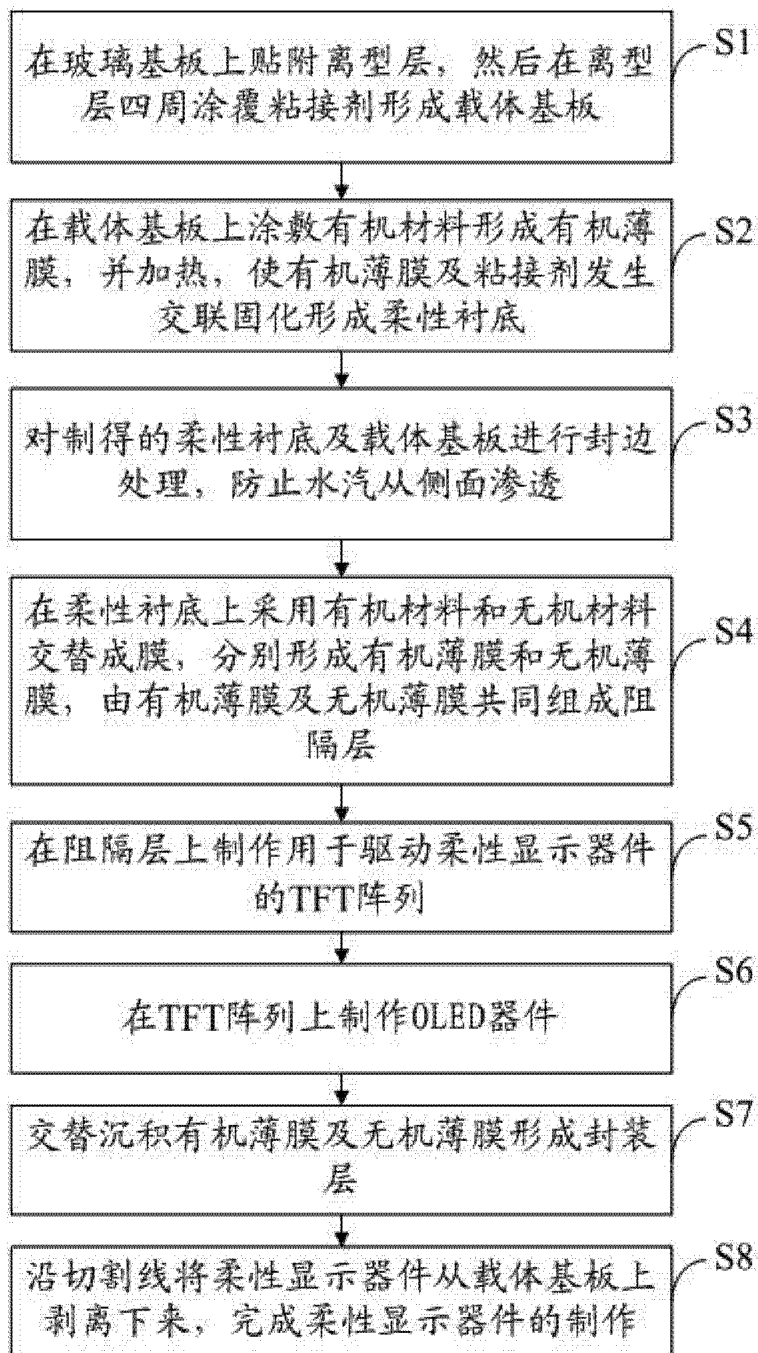 在玻璃基板上贴附离型层，然后在离型
层四周涂覆粘接剂形成载体基板
S1
在载体基板上涂敷有机材料形成有机薄
膜，并加热，使有机薄膜及粘接剂发生
交联固化形成柔性衬底
S2
对制得的柔性衬底及载体基板进行封边
处理，防止水汽从侧面渗透
S3
在柔性衬底上采用有机材料和无机材料
交替成膜，分别形成有机薄膜和无机薄
膜，由有机薄膜及无机薄膜共同组成阻
隔层
S4
在阻隔层上制作用于驱动柔性显示器件
的TFT阵列
S5
在TFT阵列上制作OLED器件
S6
交替沉积有机薄膜及无机薄膜形成封装
层
S7
沿切割线将柔性显示器件从载体基板上
剥离下来，完成柔性显示器件的制作
S8